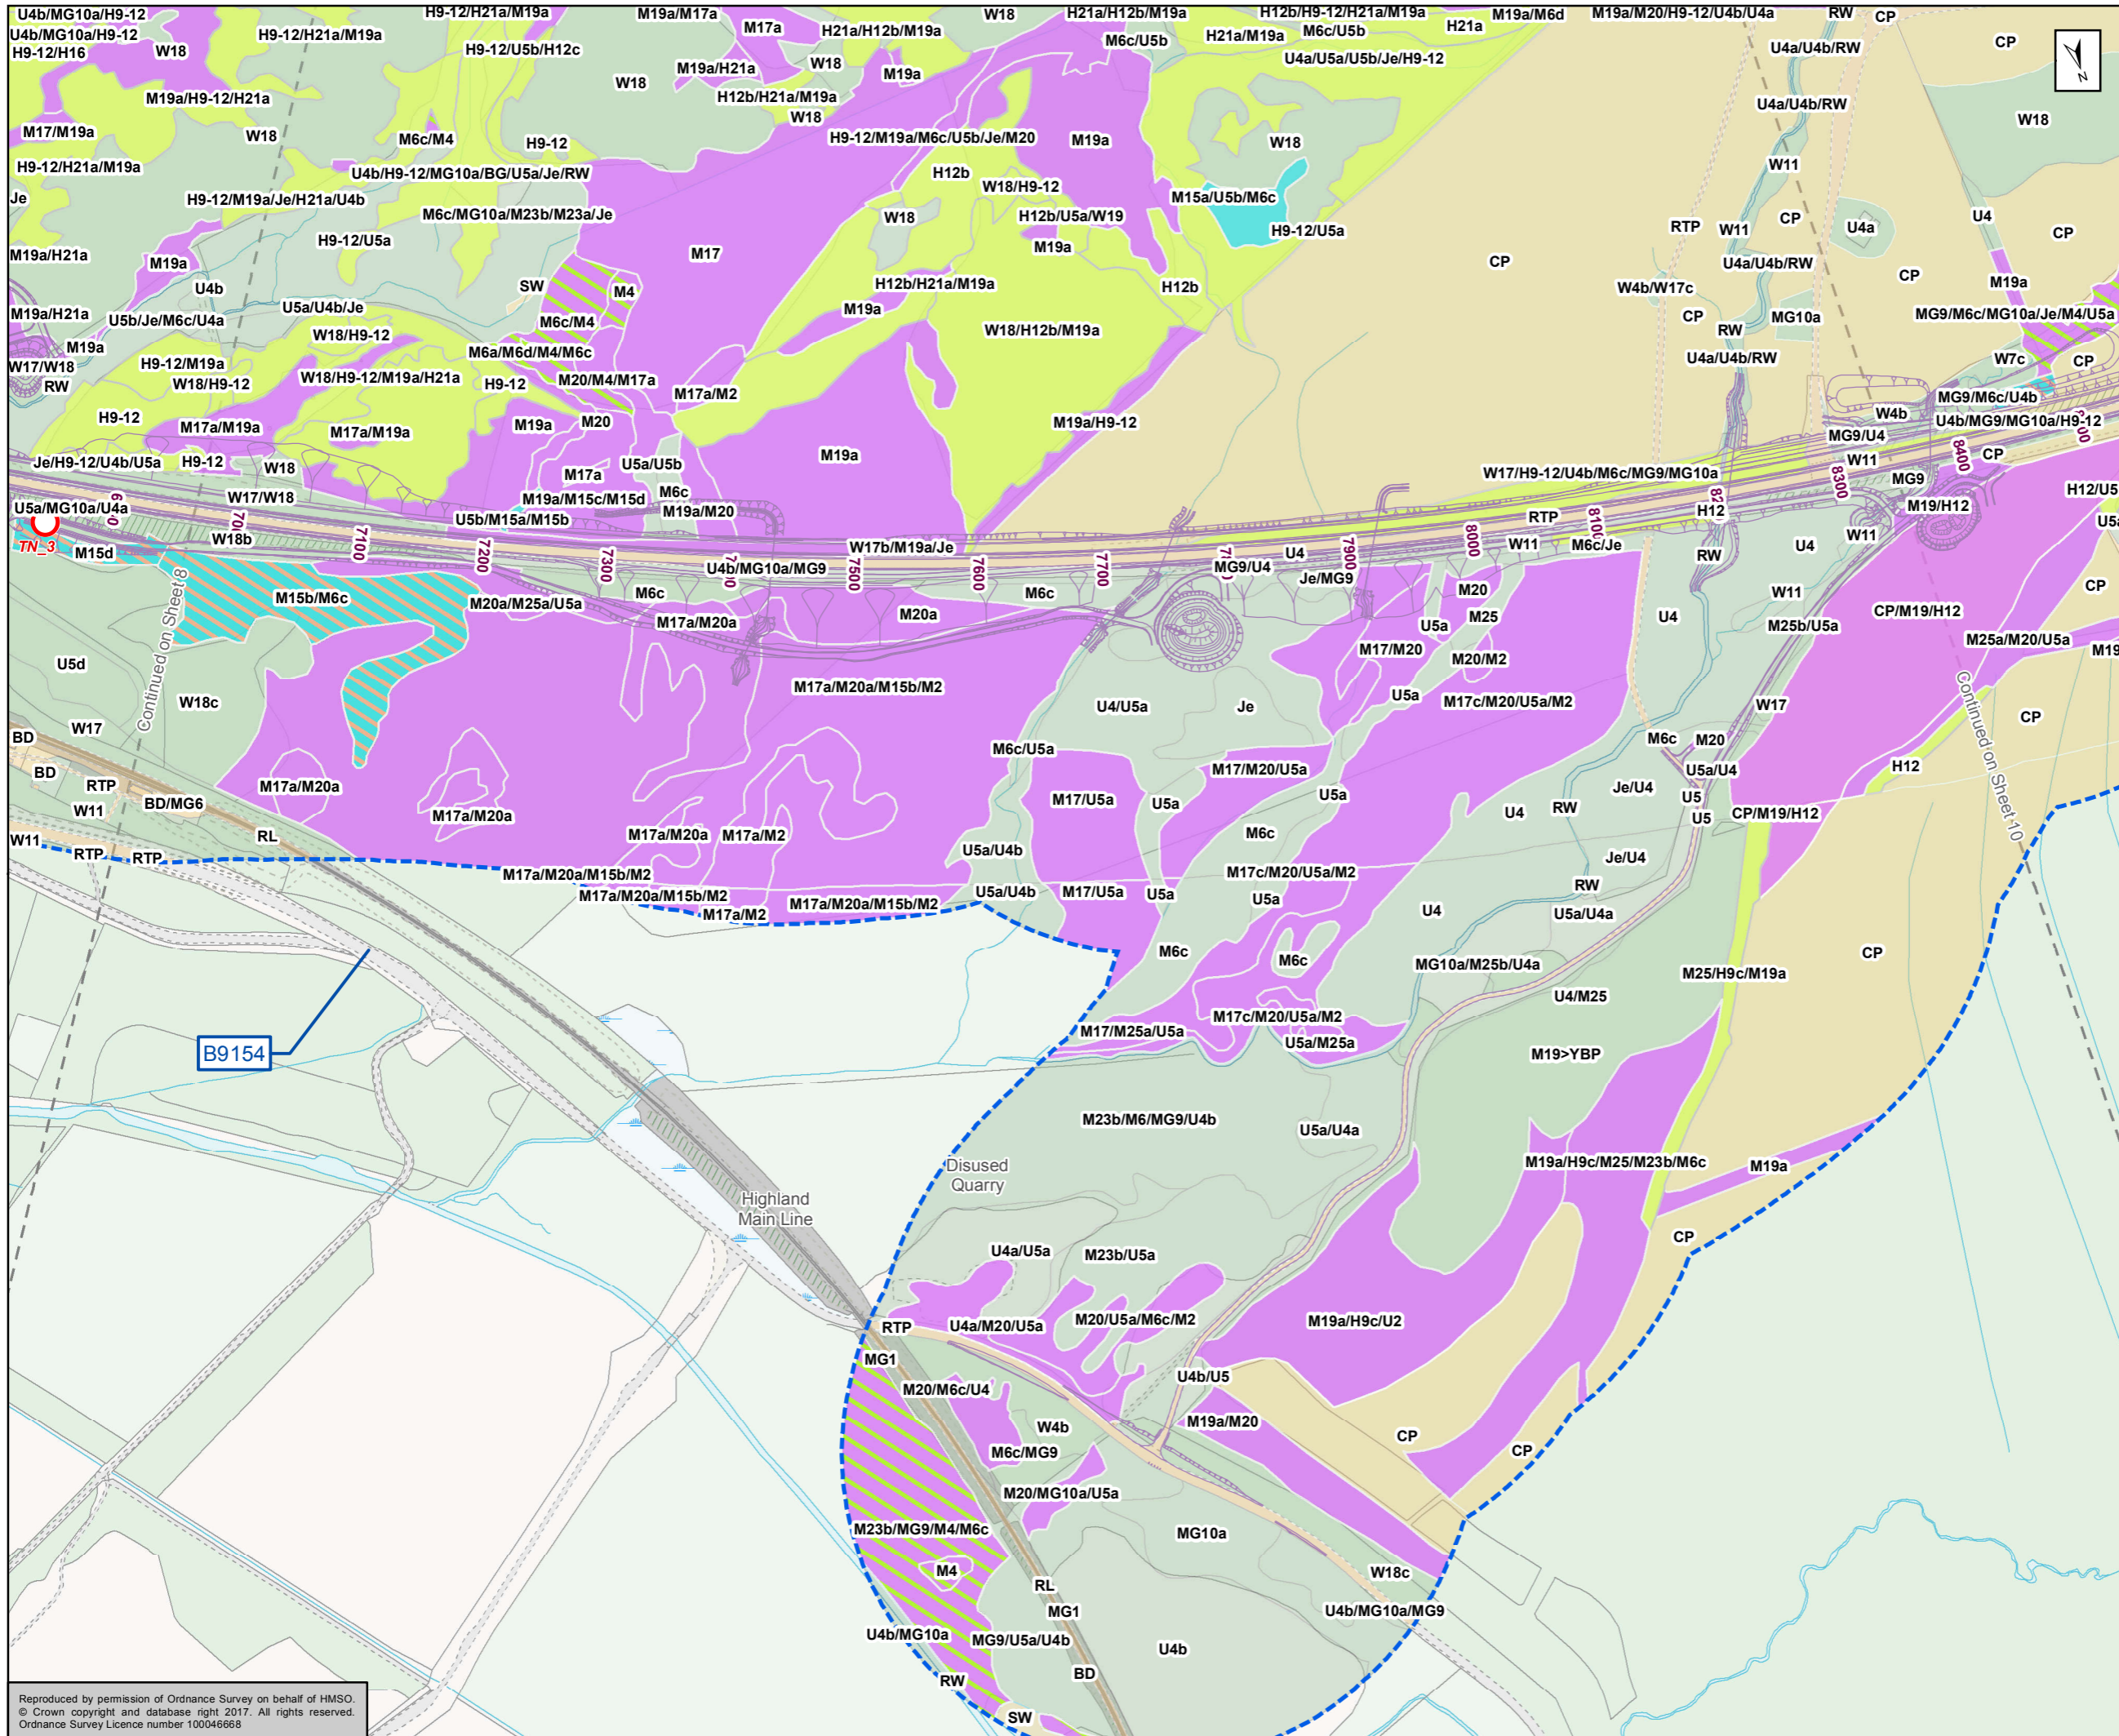 U4b/MG10a/H9-12
H9-12/H21a/M19a
M19a/M17a
W18
H21a/H12b/M19a
H12b/H9-12/H21a/M19a
M19a/M6d
M19a/M20/H9-12/U4b/U4a
RW
CP
U4b/MG10a/H9-12
W18
H9-12/H21a/M19a
H9-12/U5b/H12c
M17a
H21a/H12b/M19a
M6c/U5b
H21a/M19a
M6c/U5b
H21a
U4a/U4b/RW
CP
H9-12/H16
M19a/H21a
W18
M19a
U4a/U5a/U5b/Je/H9-12
N
M19a/H9-12/H21a
W18
H12b/H21a/M19a
W18
U4a/U4b/RW
W18
M17/M19a
W18
M6c/M4
H9-12
H9-12/M19a/M6c/U5b/Je/M20
M19a
W18
H9-12/H21a/M19a
U4b/H9-12/MG10a/BG/U5a/Je/RW
H12b
W18/H9-12
W11
Je
H9-12/M19a/Je/H21a/U4b
M6c/MG10a/M23b/M23a/Je
W18
H12b/U5a/W19
M15a/U5b/M6c
RTP
W11
CP
U4a
U4
H9-12/U5a
M19a
H9-12/U5a
CP
M19a/H21a
M19a
M17
CP
U4a/U4b/RW
CP
U4b
SW
M4
H12b/H21a/M19a
H12b
W4b/W17c
M19a
M19a/H21a
U5b/Je/M6c/U4a
U5a/U4b/Je
M6c/M4
M19a
W18/H12b/M19a
CP
RW
MG10a
MG9/M6c/MG10a/Je/M4/U5a
M19a
W18/H9-12
M6a/M6d/M4/M6c
U4a/U4b/RW
W7c
CP
W17/W18
RW
H9-12/M19a
W18/H9-12
W18/H9-12/M19a/H21a
H9-12
M20/M4/M17a
M17a/M2
MG9/M6c/U4b
H9-12
M17a/M19a
M17a/M19a
M19a
M20
M19a/H9-12
W4b
U4b/MG9/MG10a/H9-12
MG9/U4
Je/H9-12/U4b/U5a
H9-12
W18
M17a
U5a/U5b
M19a
W17/H9-12/U4b/M6c/MG9/MG10a
W11
8400
CP
8300
MG9
U5a/MG10a/U4a
W17/W18
M19a/M15c/M15d
M6c
M19a/M20
H12
M19/H12
H12/U5
TN_3
M15d
W18b
7100
U5b/M15a/M15b
7200
7300
U4b/MG10a/MG9
W17b/M19a/Je
7500
7600
7700
MG9/U4
U4
Je/MG9
7900
8000
RTP
W11
8100
M6c/Je
RW
U4
W11
M15b/M6c
M20a/M25a/U5a
M6c
M17a/M20a
M20a
M6c
M20
U5a
M25
U4
W11
M25b/U5a
CP/M19/H12
CP
M25a/M20/U5a
M19
U5d
W18c
Continued on Sheet 8
M17a/M20a/M15b/M2
M17/M20
M20/M2
U5a
W17
BD
W17
U4/U5a
Je
M17c/M20/U5a/M2
M6c
M20
CP
Continued on Sheet 10
BD
RTP
W11
BD/MG6
M17a/M20a
M17a/M20a
M6c/U5a
M17/M20/U5a
U5a
U5a/U4
Je/U4
U5
H12
M17/U5a
U5a
M6c
U4
RW
U5
CP/M19/H12
W11
RTP
RTP
RL
M17a/M20a
M17a/M2
U5a/U4b
Je/U4
M17a/M20a/M15b/M2
M17a/M20a/M15b/M2
M17a/M2
M17a/M20a/M15b/M2
U5a/U4b
M17/U5a
U5a
M17c/M20/U5a/M2
U5a
RW
U4
U5a/U4a
M6c
M6c
MG10a/M25b/U4a
M25/H9c/M19a
CP
U4/M25
B9154
M17/M25a/U5a
M17c/M20/U5a/M2
U5a/M25a
M19>YBP
M23b/M6/MG9/U4b
U5a/U4a
Disused
Quarry
M19a/H9c/M25/M23b/M6c
M19a
Highland
Main Line
U4a/U5a
M23b/U5a
CP
RTP
U4a/M20/U5a
M20/U5a/M6c/M2
M19a/H9c/U2
MG1
M20/M6c/U4
U4b/U5
W4b
M19a/M20
M6c/MG9
CP
CP
M20/MG10a/U5a
M23b/MG9/M4/M6c
MG10a
M4
RL
W18c
MG1
U4b/MG10a/MG9
U4b/MG10a
MG9/U5a/U4b
U4b
RW
BD
SW
Reproduced by permission of Ordnance Survey on behalf of HMSO.
© Crown copyright and database right 2017. All rights reserved.
Ordnance Survey Licence number 100046668